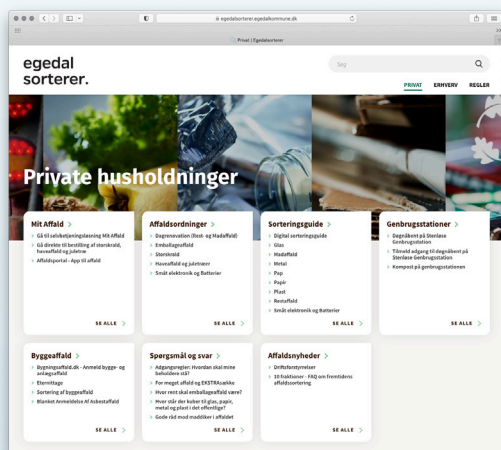 egedalsorterer.egedalkommune.dk
Privat | Egedalsorterer
egedal
sorterer.
Søg
PRIVAT ERHVERV REGLER
Private husholdninger
Mit Affald
Gå til selvbetjeningsløsning Mit Affald
Gå direkte til bestilling af storskrald,
haveaffald og juletræ
Affaldsportal - App til affald
SE ALLE
Affaldsordninger
Dagrenovation (Rest- og Madaffald)
Emballageaffald
Storskrald
Haveaffald og juletræer
Småt elektronik og Batterier
SE ALLE
Sorteringsguide
Digital sorteringsguide
Glas
Madaffald
Metal
Pap
Papir
Plast
Restaffald
Småt elektronik og Batterier
SE ALLE
Genbrugsstationer
Døgnåbent på Stenløse
Genbrugsstation
Tilmeld adgang til døgnåbent på
Stenløse Genbrugsstation
Kompost på genbrugsstationen
SE ALLE
Byggeaffald
Bygningsaffald.dk - Anmeld bygge- og
anlægsaffald
Eternittage
Sortering af byggeaffald
Blanket Anmeldelse Af Asbestaffald
SE ALLE
Spørgsmål og svar
Adgangsregler: Hvordan skal mine
beholdere stå?
For meget affald og EKSTRAsække
Hvor rent skal emballageaffald være?
Hvor står der kuber til glas, papir,
metal og plast i det offentlige?
Gode råd mod maddiker i affaldet
SE ALLE
Affaldsnyheder
Driftsforstyrrelser
10 fraktioner - FAQ om fremtidens
affaldssortering
SE ALLE